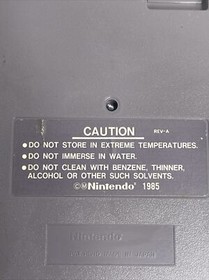 CAUTION REV-A
●DO NOT STORE IN EXTREME TEMPERATURES.
●DO NOT IMMERSE IN WATER.
●DO NOT CLEAN WITH BENZENE, THINNER,
ALCOHOL OR OTHER SUCH SOLVENTS.
©Ⓜ Nintendo® 1985
Nintendo